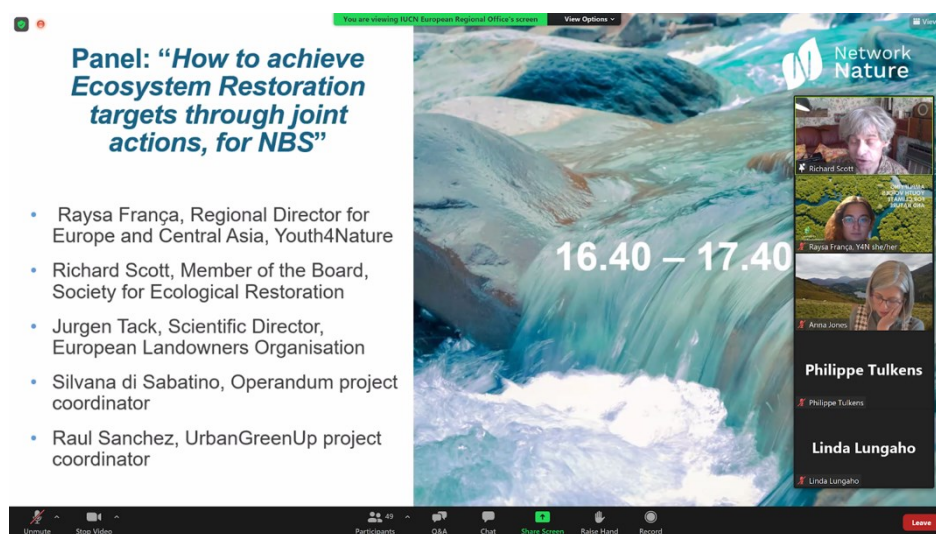 You are viewing IUCN European Regional Office's screen
View Options
View
Panel: “How to achieve
Ecosystem Restoration
targets through joint
actions, for NBS”
Network
Nature
• Raysa França, Regional Director for
Europe and Central Asia, Youth4Nature
• Richard Scott, Member of the Board,
Society for Ecological Restoration
• Jurgen Tack, Scientific Director,
European Landowners Organisation
• Silvana di Sabatino, Operandum project
coordinator
• Raul Sanchez, UrbanGreenUp project
coordinator
16.40 – 17.40
Richard Scott
Raysa França, Y4N she/her
Anna Jones
Philippe Tulkens
Philippe Tulkens
Linda Lungaho
Linda Lungaho
Unmute
Stop Video
Participants
49
Q&A
Chat
Share Screen
Raise Hand
Record
Leave